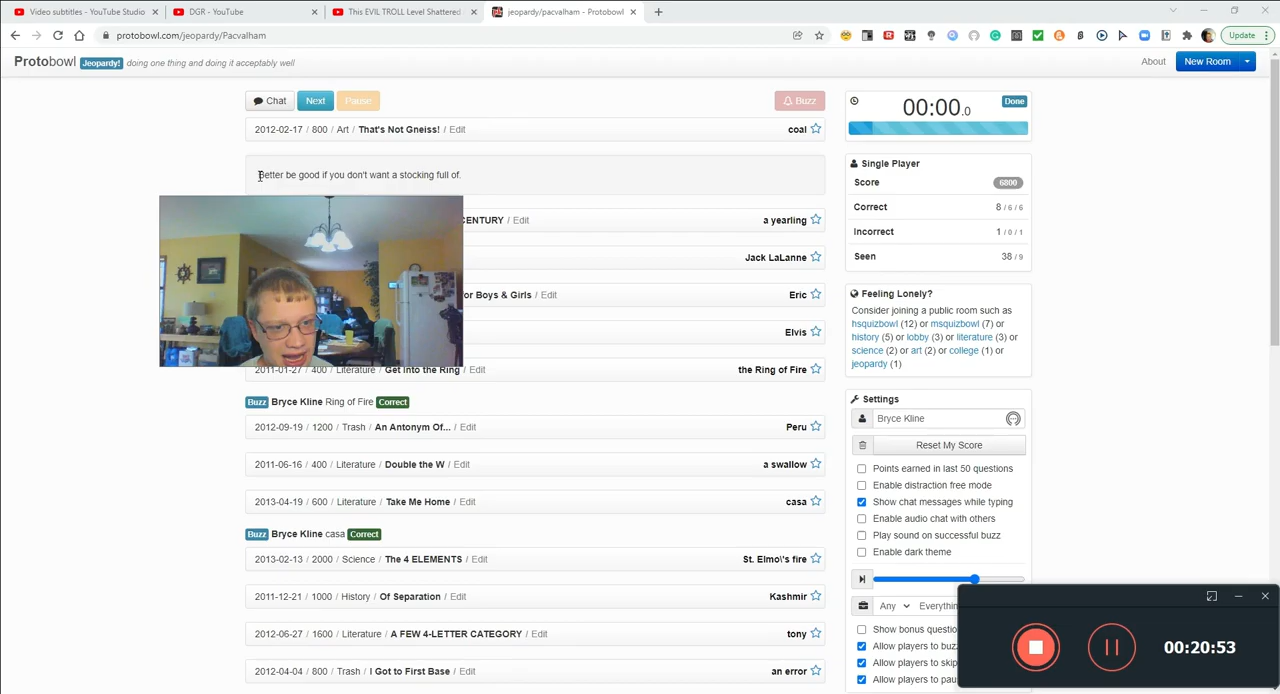 Video subtitles - YouTube Studio
DGR - YouTube
This EVIL TROLL Level Shattered
jeopardy/pacvalham - Protobowl
protobowl.com/jeopardy/Pacvalham
Update
Protobowl Jeopardy! doing one thing and doing it acceptably well
About
New Room
Chat
Next
Pause
Buzz
2012-02-17 / 800 / Art / That's Not Gneiss! / Edit
coal
Better be good if you don't want a stocking full of.
CENTURY / Edit
a yearling
Jack LaLanne
or Boys & Girls / Edit
Eric
Elvis
2011-01-27 / 400 / Literature / Get Into the Ring / Edit
the Ring of Fire
Buzz Bryce Kline Ring of Fire Correct
2012-09-19 / 1200 / Trash / An Antonym Of... / Edit
Peru
2011-06-16 / 400 / Literature / Double the W / Edit
a swallow
2013-04-19 / 600 / Literature / Take Me Home / Edit
casa
Buzz Bryce Kline casa Correct
2013-02-13 / 2000 / Science / The 4 ELEMENTS / Edit
St. Elmo\'s fire
2011-12-21 / 1000 / History / Of Separation / Edit
Kashmir
2012-06-27 / 1600 / Literature / A FEW 4-LETTER CATEGORY / Edit
tony
2012-04-04 / 800 / Trash / I Got to First Base / Edit
an error
00:00.0
Done
Single Player
Score 6800
Correct 8 / 6 / 6
Incorrect 1 / 0 / 1
Seen 38 / 9
Feeling Lonely?
Consider joining a public room such as
hsquizbowl (12) or msquizbowl (7) or
history (5) or lobby (3) or literature (3) or
science (2) or art (2) or college (1) or
jeopardy (1)
Settings
Bryce Kline
Reset My Score
Points earned in last 50 questions
Enable distraction free mode
Show chat messages while typing
Enable audio chat with others
Play sound on successful buzz
Enable dark theme
Any
Everythin
Show bonus questio
Allow players to buz
Allow players to skip
Allow players to pau
00:20:53